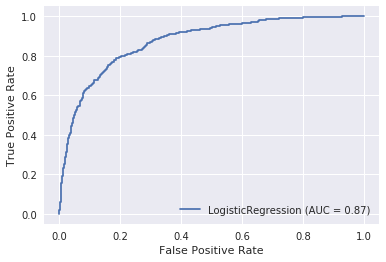 1.0
0.8
0.6
0.4
0.2
0.0
True Positive Rate
LogisticRegression (AUC = 0.87)
0.0 0.2 0.4 0.6 0.8 1.0
False Positive Rate